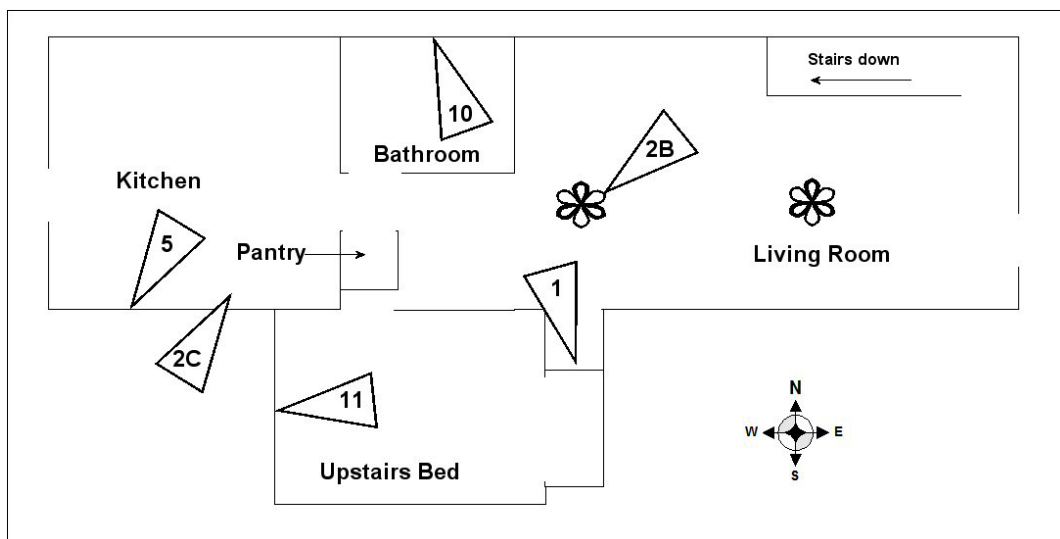 Stairs down
10
Bathroom
2B
Kitchen
5
Pantry
Living Room
1
2C
11
N
W
E
S
Upstairs Bed